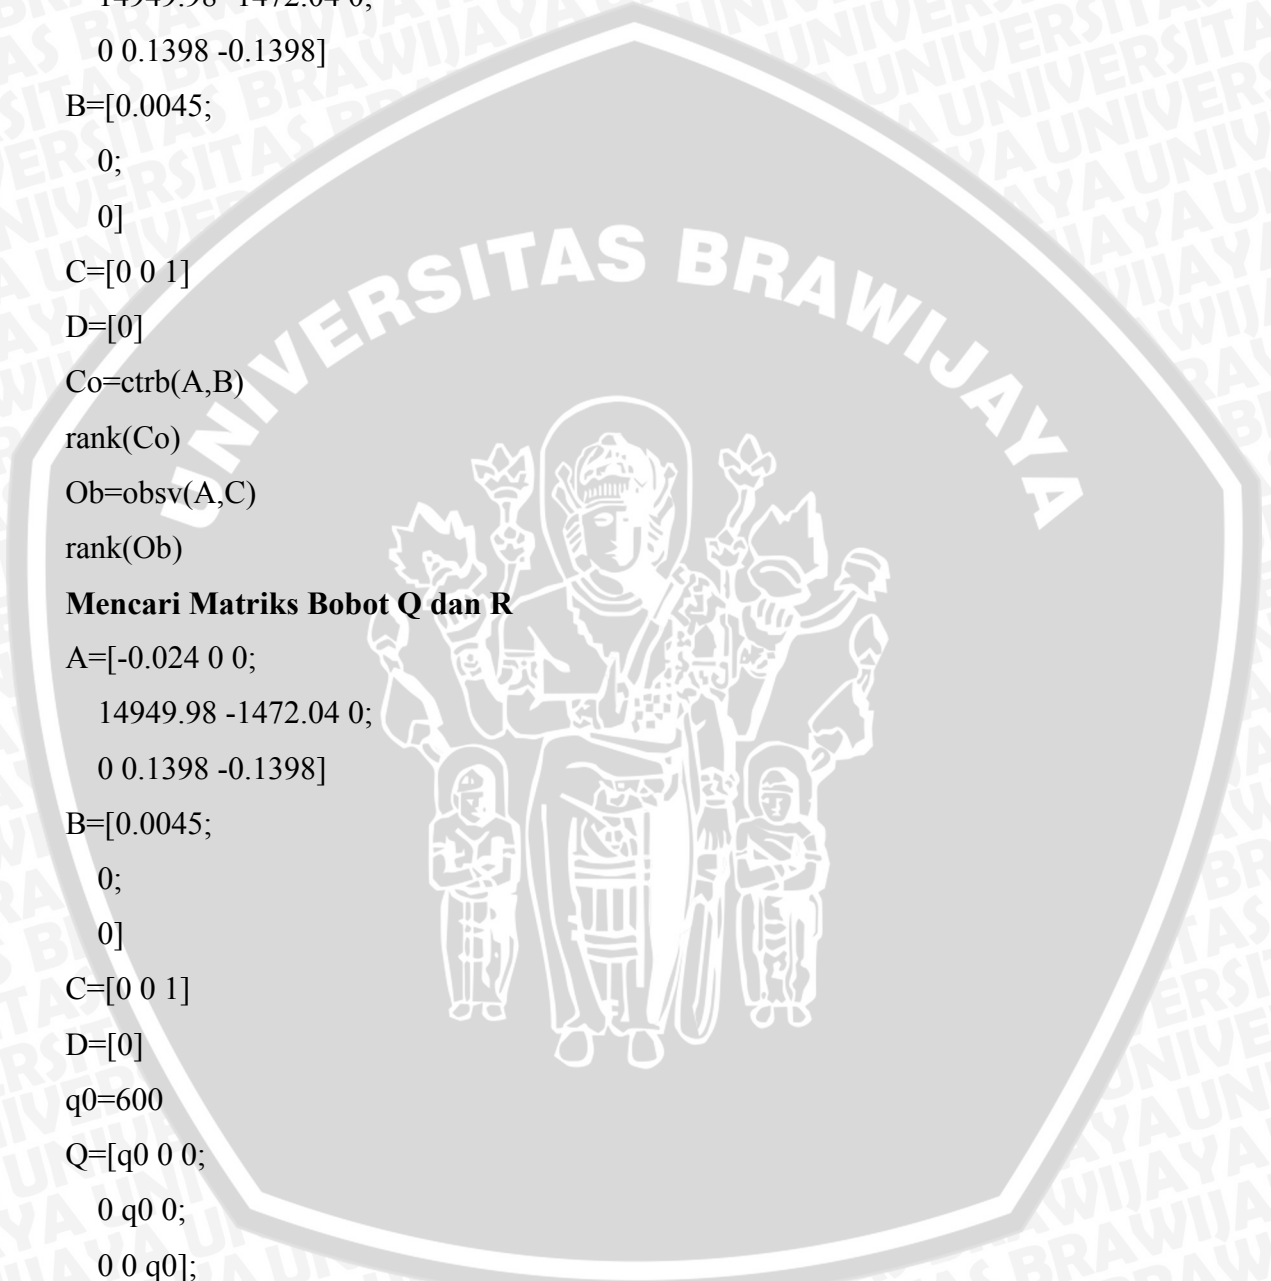 14949.98 -1472.04 0;
0 0.1398 -0.1398]
B=[0.0045;
0;
0]
C=[0 0 1]
D=[0]
Co=ctrb(A,B)
rank(Co)
Ob=obsv(A,C)
rank(Ob)
Mencari Matriks Bobot Q dan R
A=[-0.024 0 0;
14949.98 -1472.04 0;
0 0.1398 -0.1398]
B=[0.0045;
0;
0]
C=[0 0 1]
D=[0]
q0=600
Q=[q0 0 0;
0 q0 0;
0 0 q0];
UNIVERSITAS BRAWIJAYA